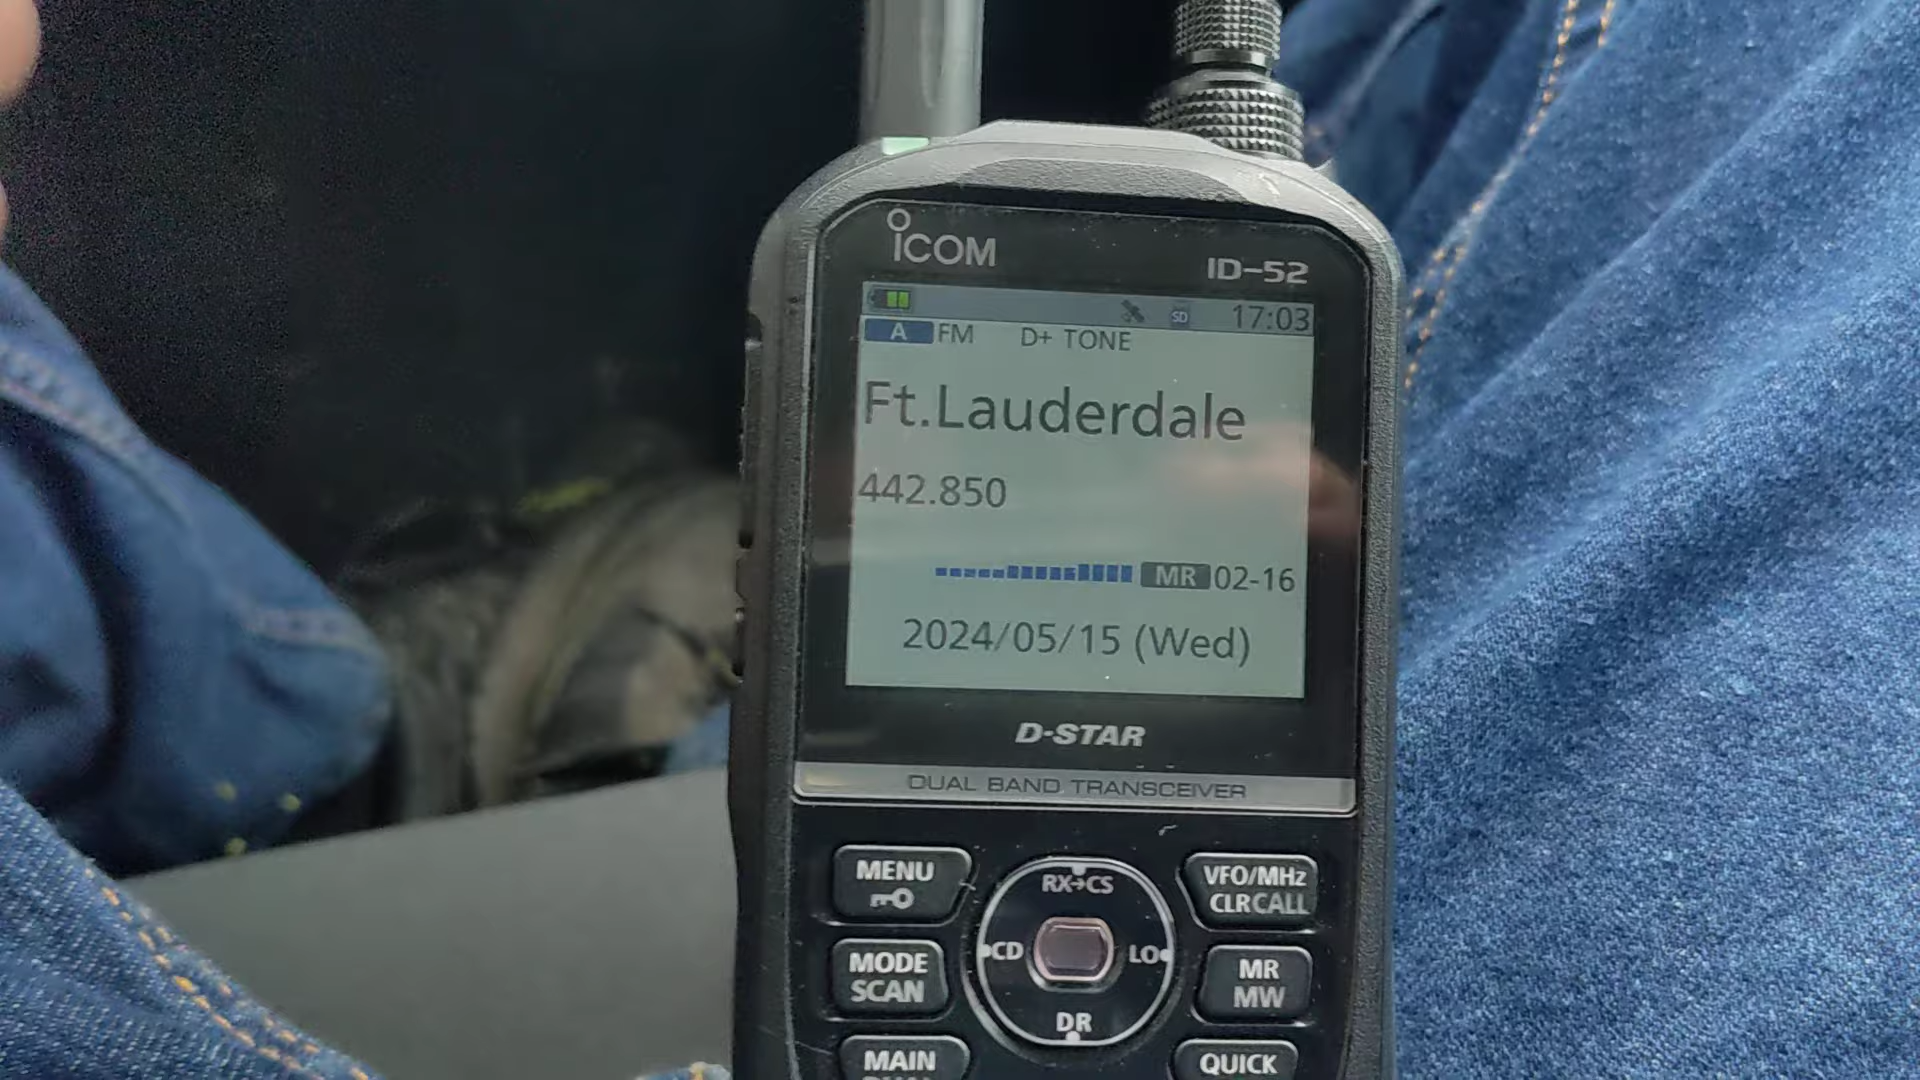 ICOM
ID-52
SD 17:03
A FM D+ TONE
Ft.Lauderdale
442.850
MR 02-16
2024/05/15 (Wed)
D-STAR
DUAL BAND TRANSCEIVER
MENU
RX→CS
VFO/MHz
CLR CALL
CD
LO
MODE
SCAN
MR
MW
DR
MAIN
QUICK